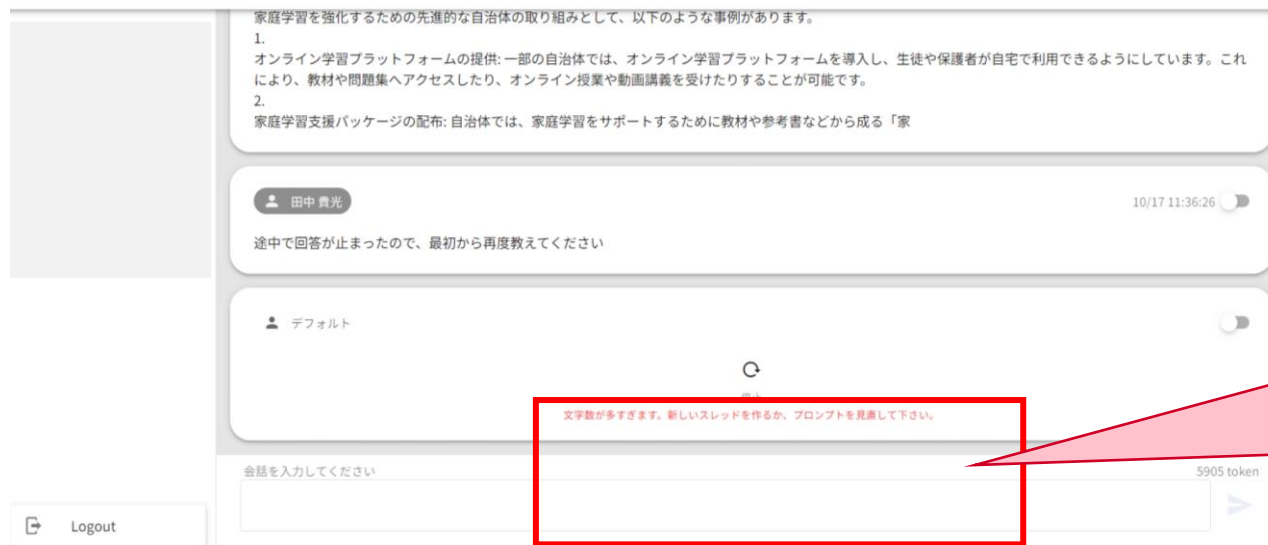 家庭学習を強化するための先進的な自治体の取り組みとして、以下のような事例があります。
1.
オンライン学習プラットフォームの提供: 一部の自治体では、オンライン学習プラットフォームを導入し、生徒や保護者が自宅で利用できるようにしています。これ
により、教材や問題集へアクセスしたり、オンライン授業や動画講義を受けたりすることが可能です。
2.
家庭学習支援パッケージの配布: 自治体では、家庭学習をサポートするために教材や参考書などから成る「家
田中 貴光
10/17 11:36:26
途中で回答が止まったので、最初から再度教えてください
デフォルト
文字数が多すぎます。新しいスレッドを作るか、プロンプトを見直して下さい。
会話を入力してください
5905 token
Logout